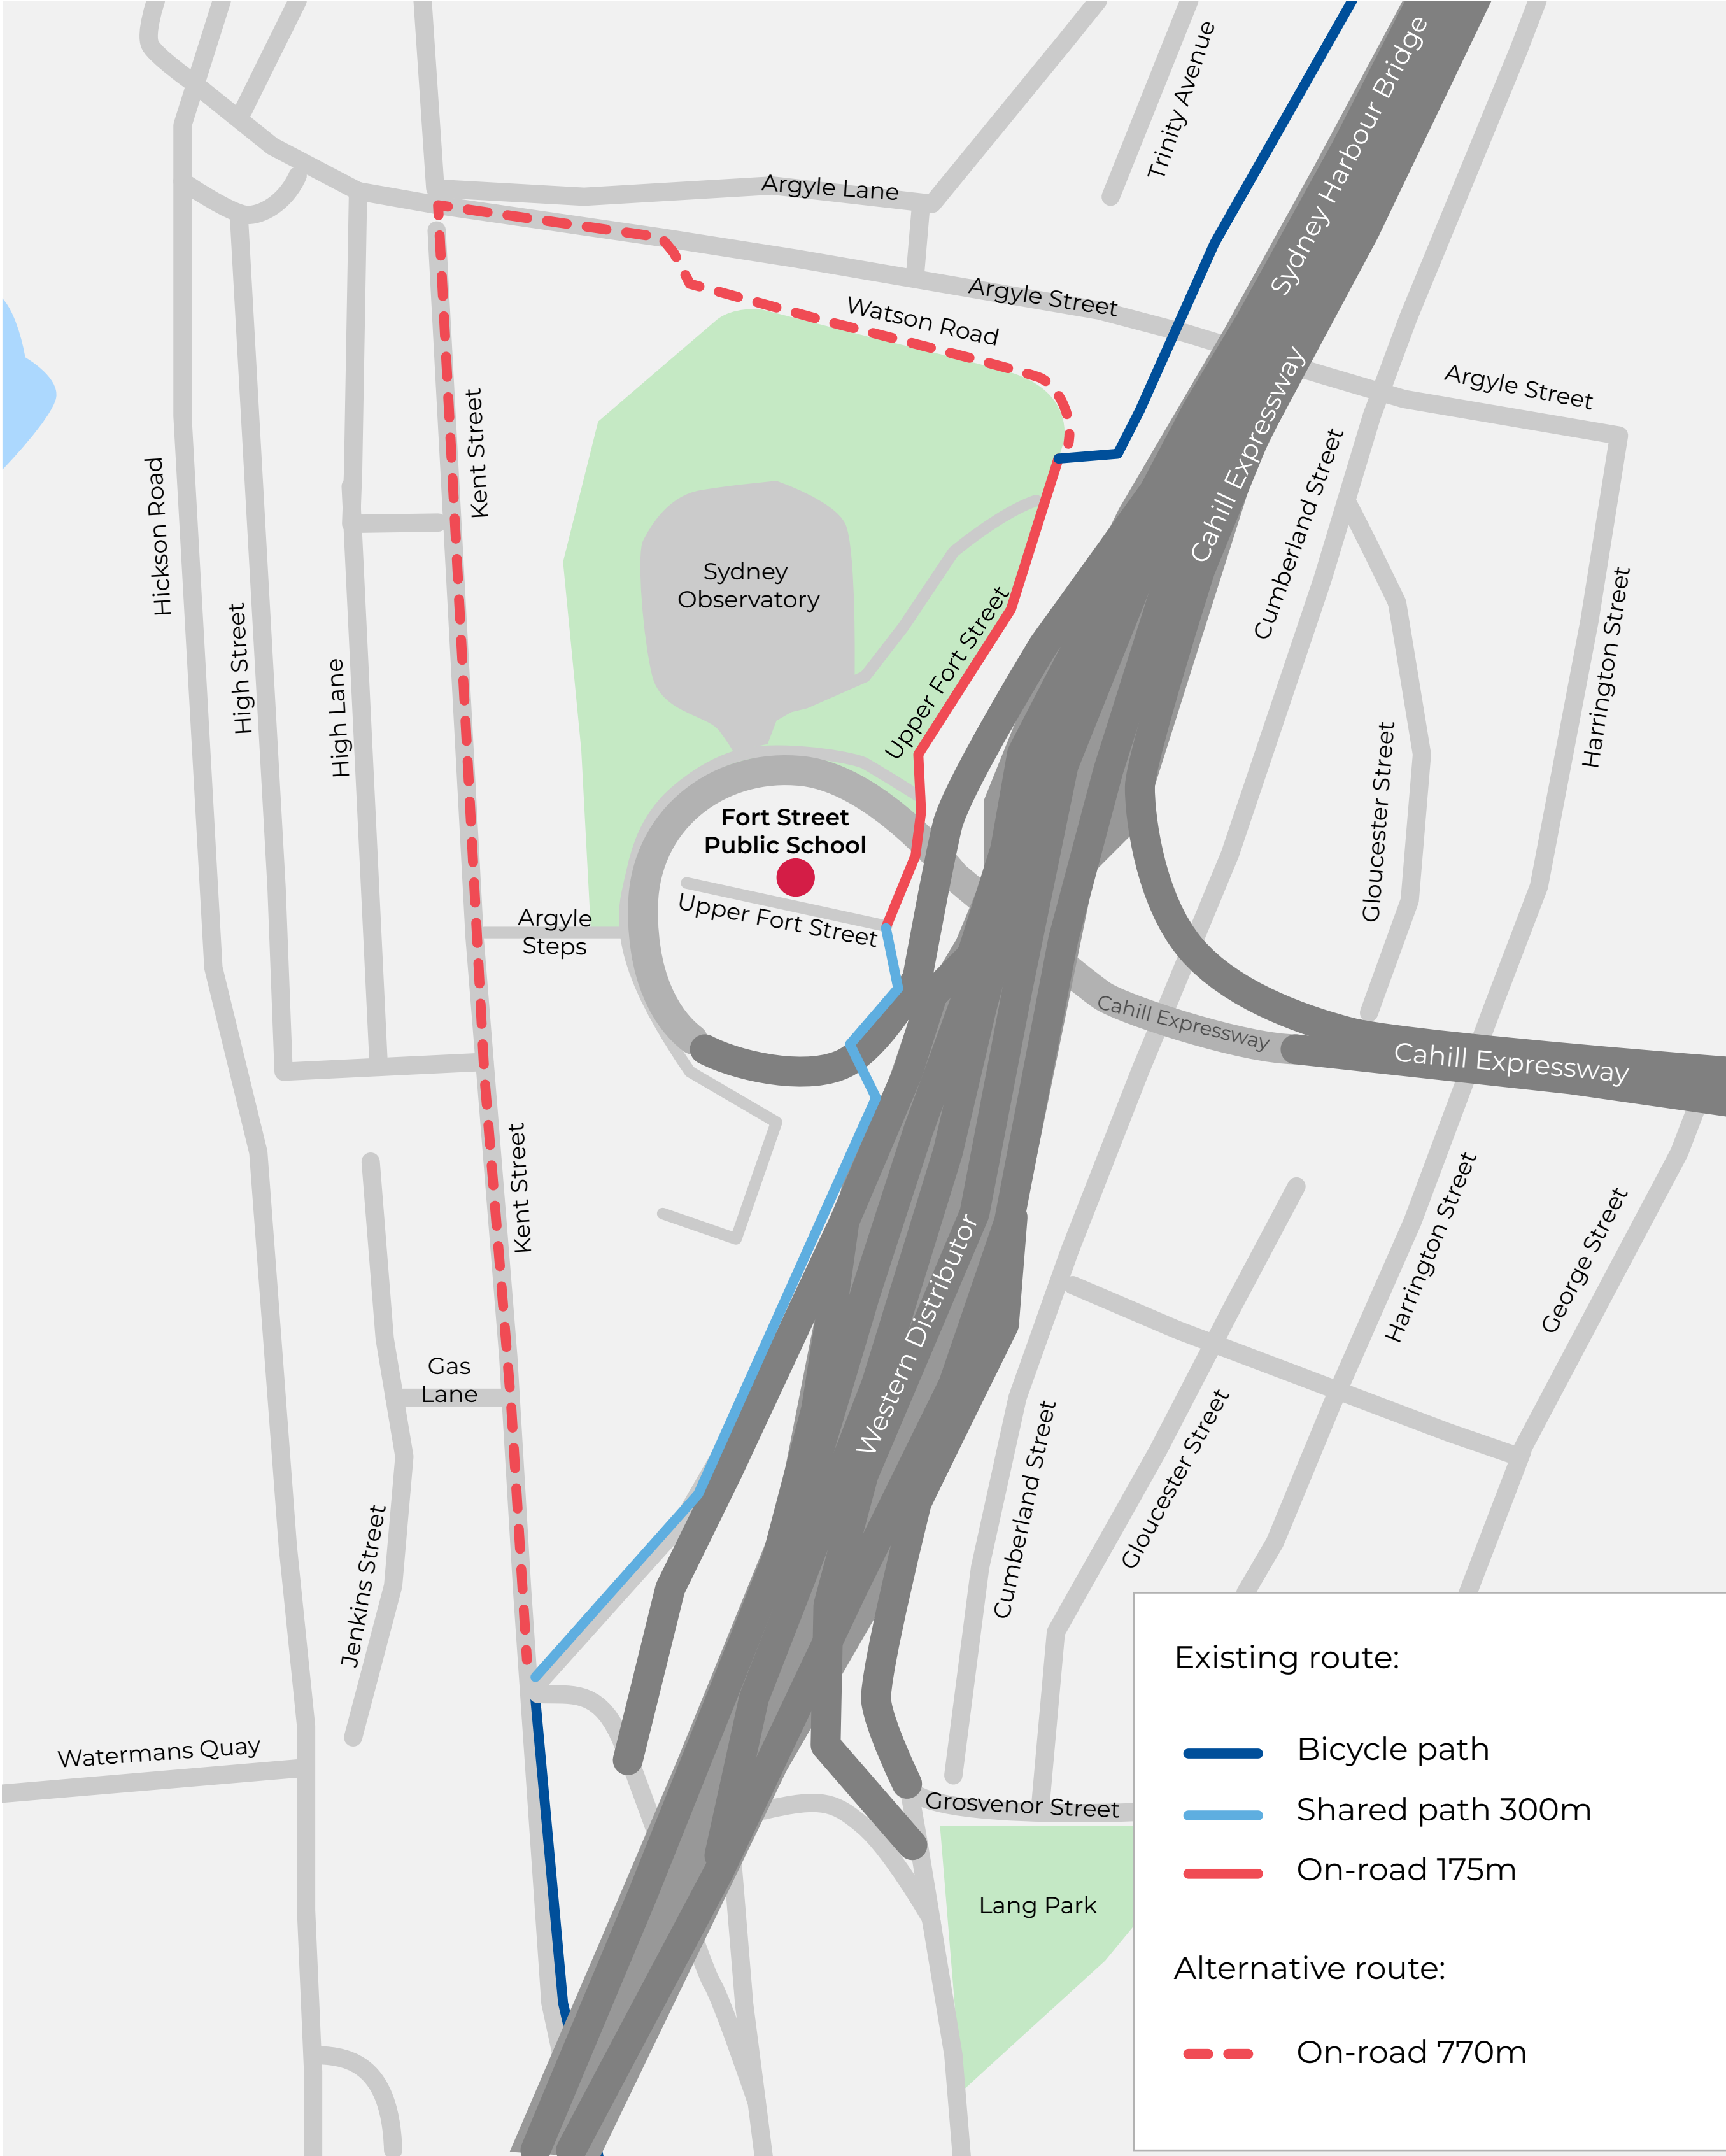 Trinity Avenue
Sydney Harbour Bridge
Argyle Lane
Argyle Street
Watson Road
Cahill Expressway
Argyle Street
Kent Street
Cumberland Street
Hickson Road
High Street
High Lane
Sydney
Observatory
Upper Fort Street
Harrington Street
Gloucester Street
Fort Street
Public School
Upper Fort Street
Argyle
Steps
Cahill Expressway
Cahill Expressway
Kent Street
Western Distributor
Harrington Street
George Street
Gas
Lane
Jenkins Street
Cumberland Street
Gloucester Street
Watermans Quay
Grosvenor Street
Lang Park
Existing route:
Bicycle path
Shared path 300m
On-road 175m
Alternative route:
On-road 770m